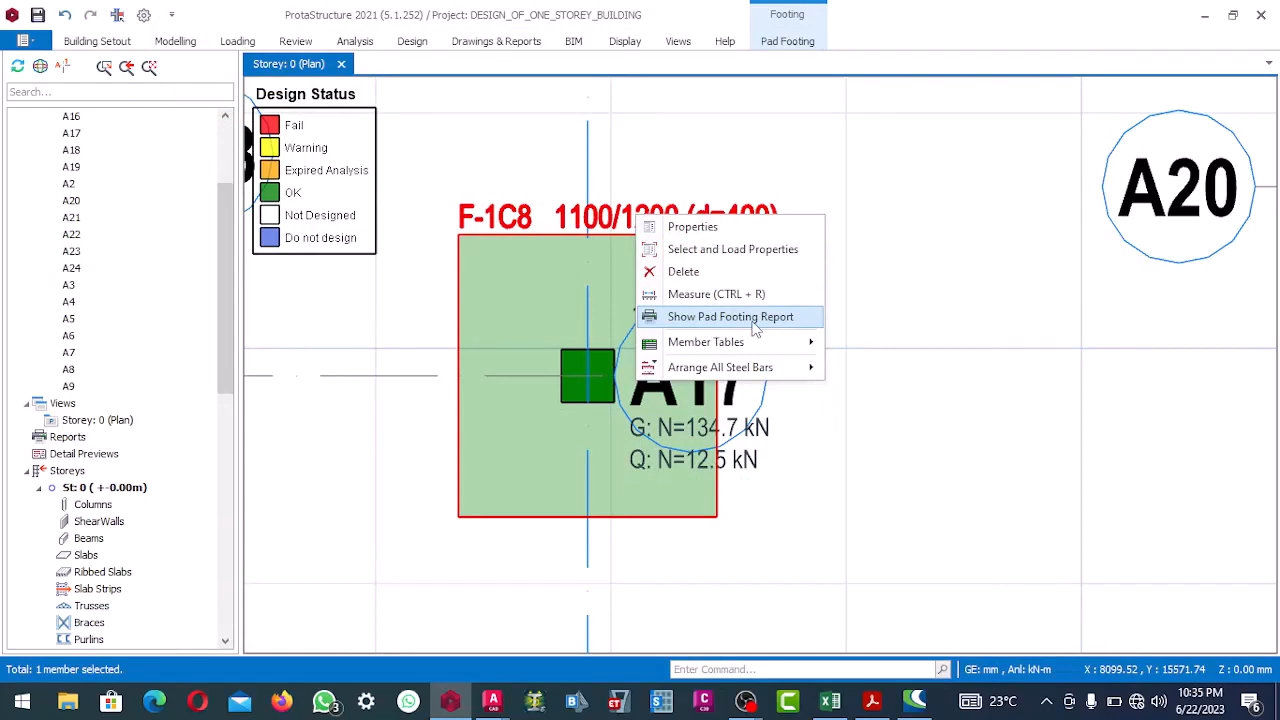 ProtaStructure 2021 (5.1.252) / Project: DESIGN_OF_ONE_STOREY_BUILDING
Footing
Building Setout Modelling Loading Review Analysis Design Drawings & Reports BIM Display Views Help Pad Footing
Storey: 0 (Plan)
Search...
Design Status
Fail
Warning
Expired Analysis
OK
Not Designed
Do not design
A16
A17
A18
A19
A2
A20
A21
A22
A23
A24
A3
A4
A5
A6
A7
A8
A9
Views
Storey: 0 (Plan)
Reports
Detail Previews
Storeys
St: 0 ( +-0.00m)
Columns
ShearWalls
Beams
Slabs
Ribbed Slabs
Slab Strips
Trusses
Braces
Purlins
F-1C8 1100/1200 (d=400)
A20
Properties
Select and Load Properties
Delete
Measure (CTRL + R)
Show Pad Footing Report
Member Tables
Arrange All Steel Bars
A17
G: N=134.7 kN
Q: N=12.5 kN
Total: 1 member selected.
Enter Command...
GE: mm , Anl: kN-m
X : 8099.52 , Y : 15571.74
Z : 0.00 mm
23°C
10:35 PM
6/22/2023